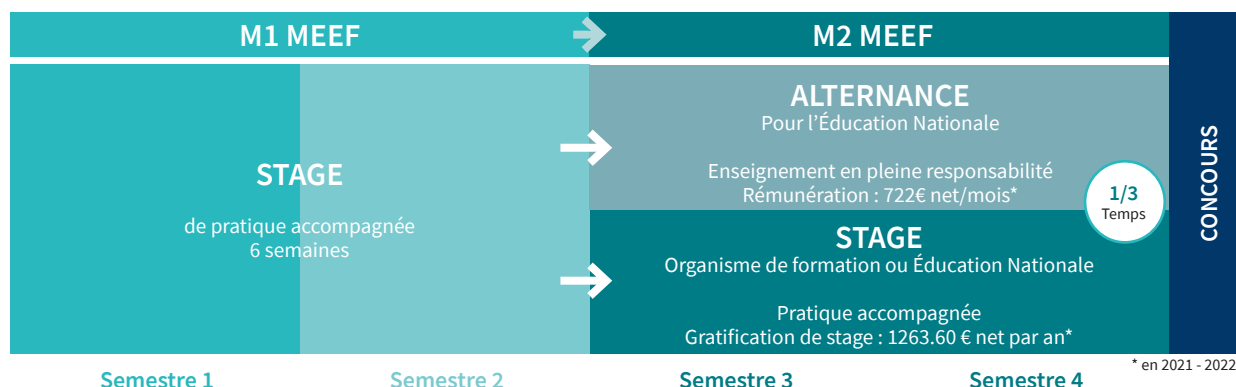 M1 MEEF
M2 MEEF
STAGE
de pratique accompagnée
6 semaines
ALTERNANCE
Pour l'Éducation Nationale
Enseignement en pleine responsabilité
Rémunération : 722€ net/mois*
1/3
Temps
STAGE
Organisme de formation ou Éducation Nationale
Pratique accompagnée
Gratification de stage : 1263.60 € net par an*
CONCOURS
* en 2021 - 2022
Semestre 1
Semestre 2
Semestre 3
Semestre 4